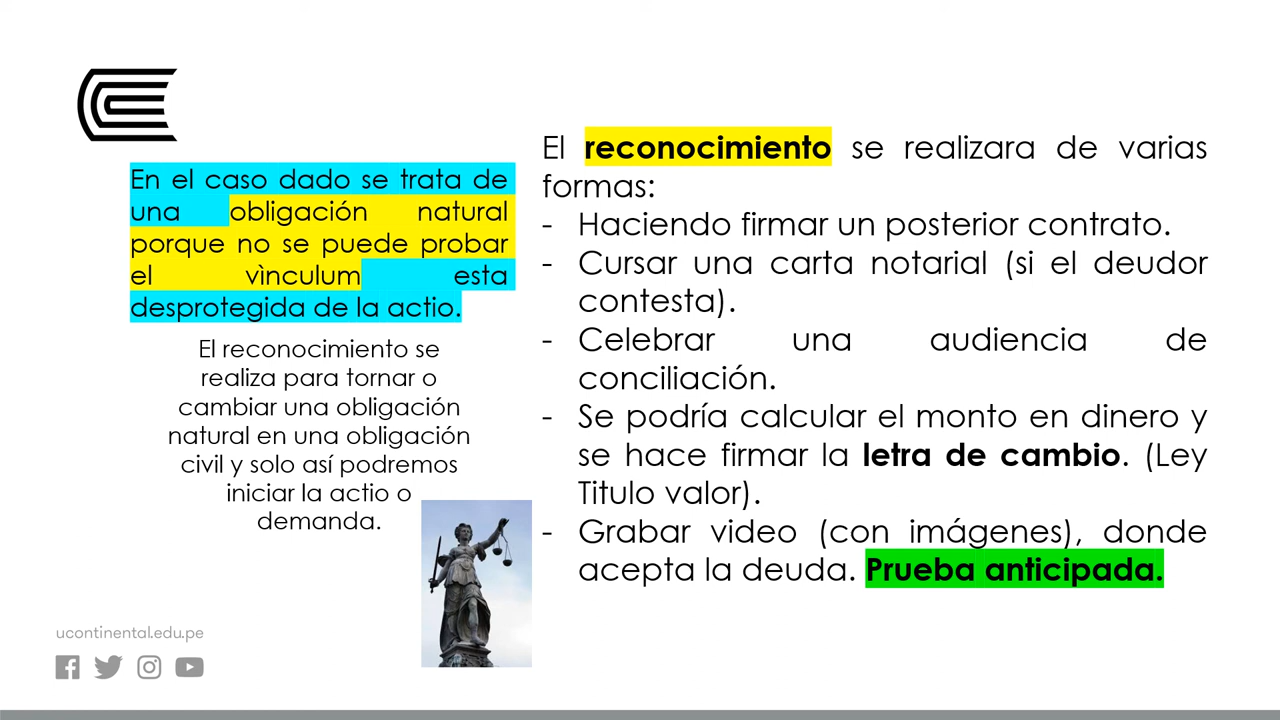 En el caso dado se trata de
una obligación natural
porque no se puede probar
el vìnculum esta
desprotegida de la actio.
El reconocimiento se
realiza para tornar o
cambiar una obligación
natural en una obligación
civil y solo así podremos
iniciar la actio o
demanda.
El reconocimiento se realizara de varias
formas:
- Haciendo firmar un posterior contrato.
- Cursar una carta notarial (si el deudor
contesta).
- Celebrar una audiencia de
conciliación.
- Se podría calcular el monto en dinero y
se hace firmar la letra de cambio. (Ley
Titulo valor).
- Grabar video (con imágenes), donde
acepta la deuda. Prueba anticipada.
ucontinental.edu.pe